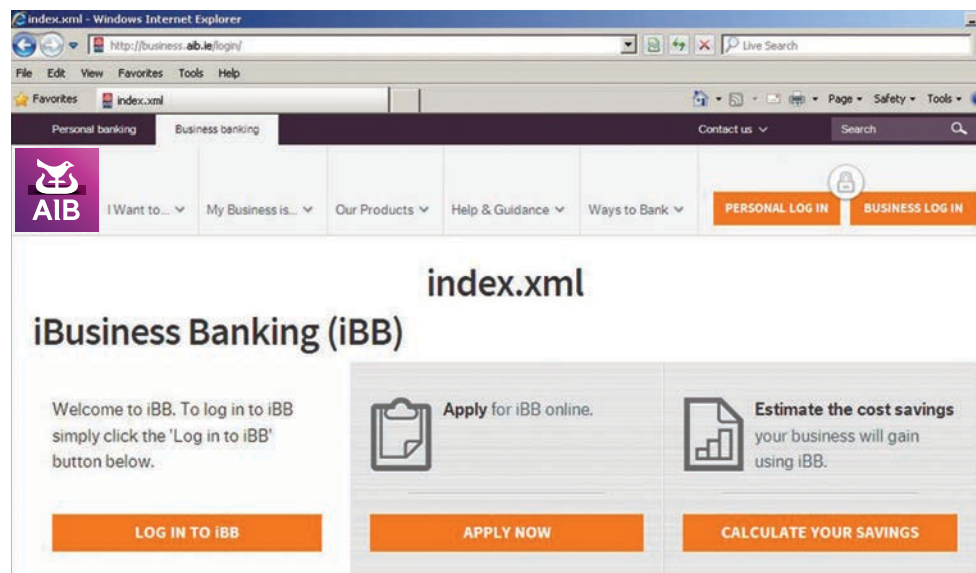 index.xml - Windows Internet Explorer
http://business.aib.ie/login/
Live Search
File Edit View Favorites Tools Help
Favorites index.xml Page Safety Tools
Personal banking Business banking Contact us Search
AIB I Want to... My Business is... Our Products Help & Guidance Ways to Bank PERSONAL LOG IN BUSINESS LOG IN
index.xml
iBusiness Banking (iBB)
Welcome to iBB. To log in to iBB
simply click the 'Log in to iBB'
button below.
LOG IN TO iBB
Apply for iBB online.
APPLY NOW
Estimate the cost savings
your business will gain
using iBB.
CALCULATE YOUR SAVINGS